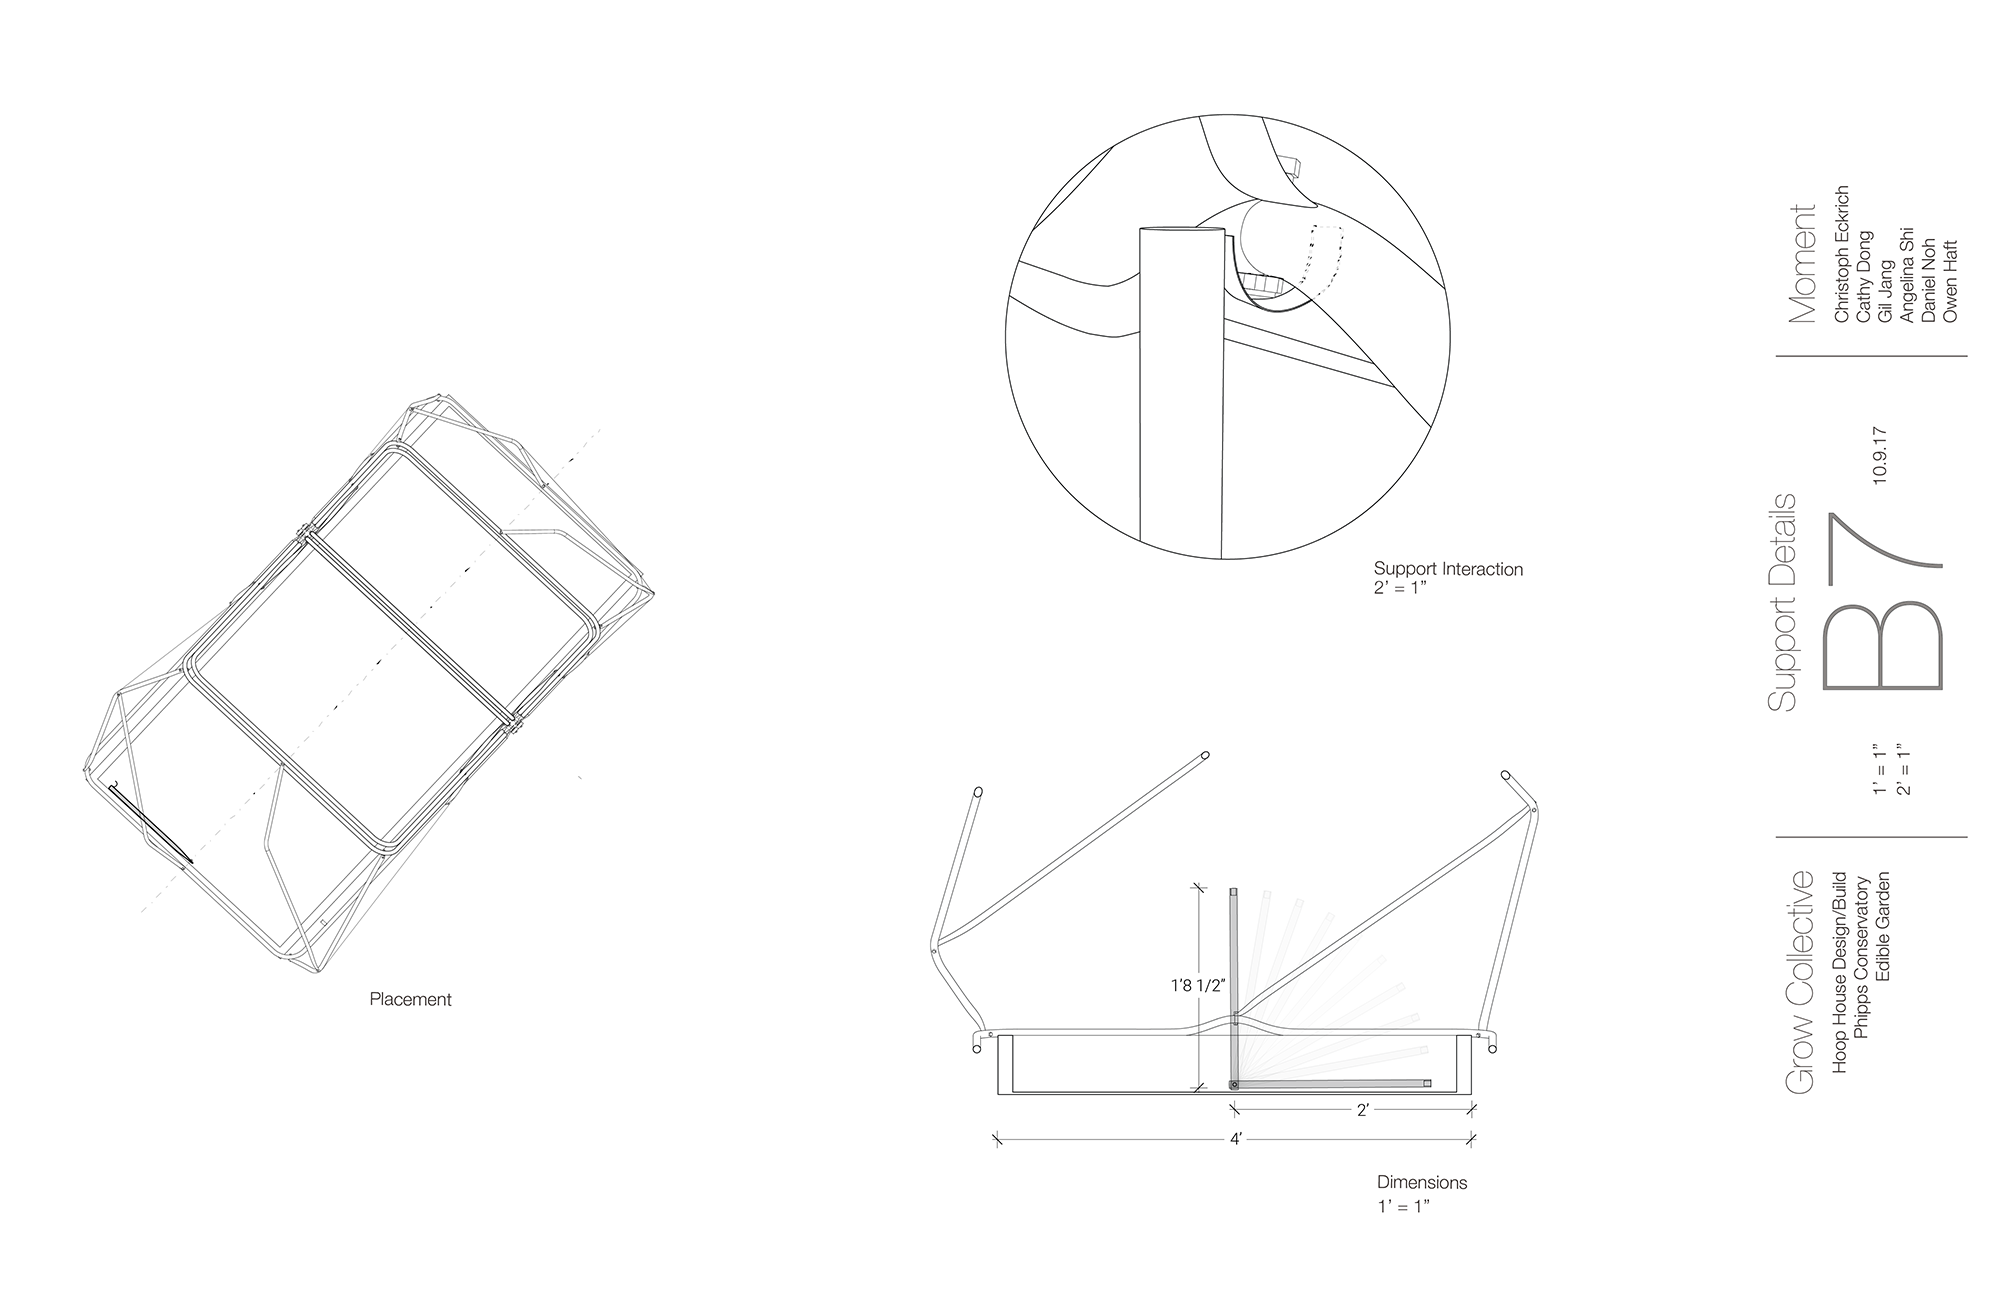 Placement
Support Interaction
2’ = 1”
1’8 1/2”
2’
4’
Dimensions
1’ = 1”
Moment
Christoph Eckrich
Cathy Dong
Gil Jang
Angelina Shi
Daniel Noh
Owen Haft
Support Details
B7
10.9.17
1’ = 1”
2’ = 1”
Grow Collective
Hoop House Design/Build
Phipps Conservatory
Edible Garden